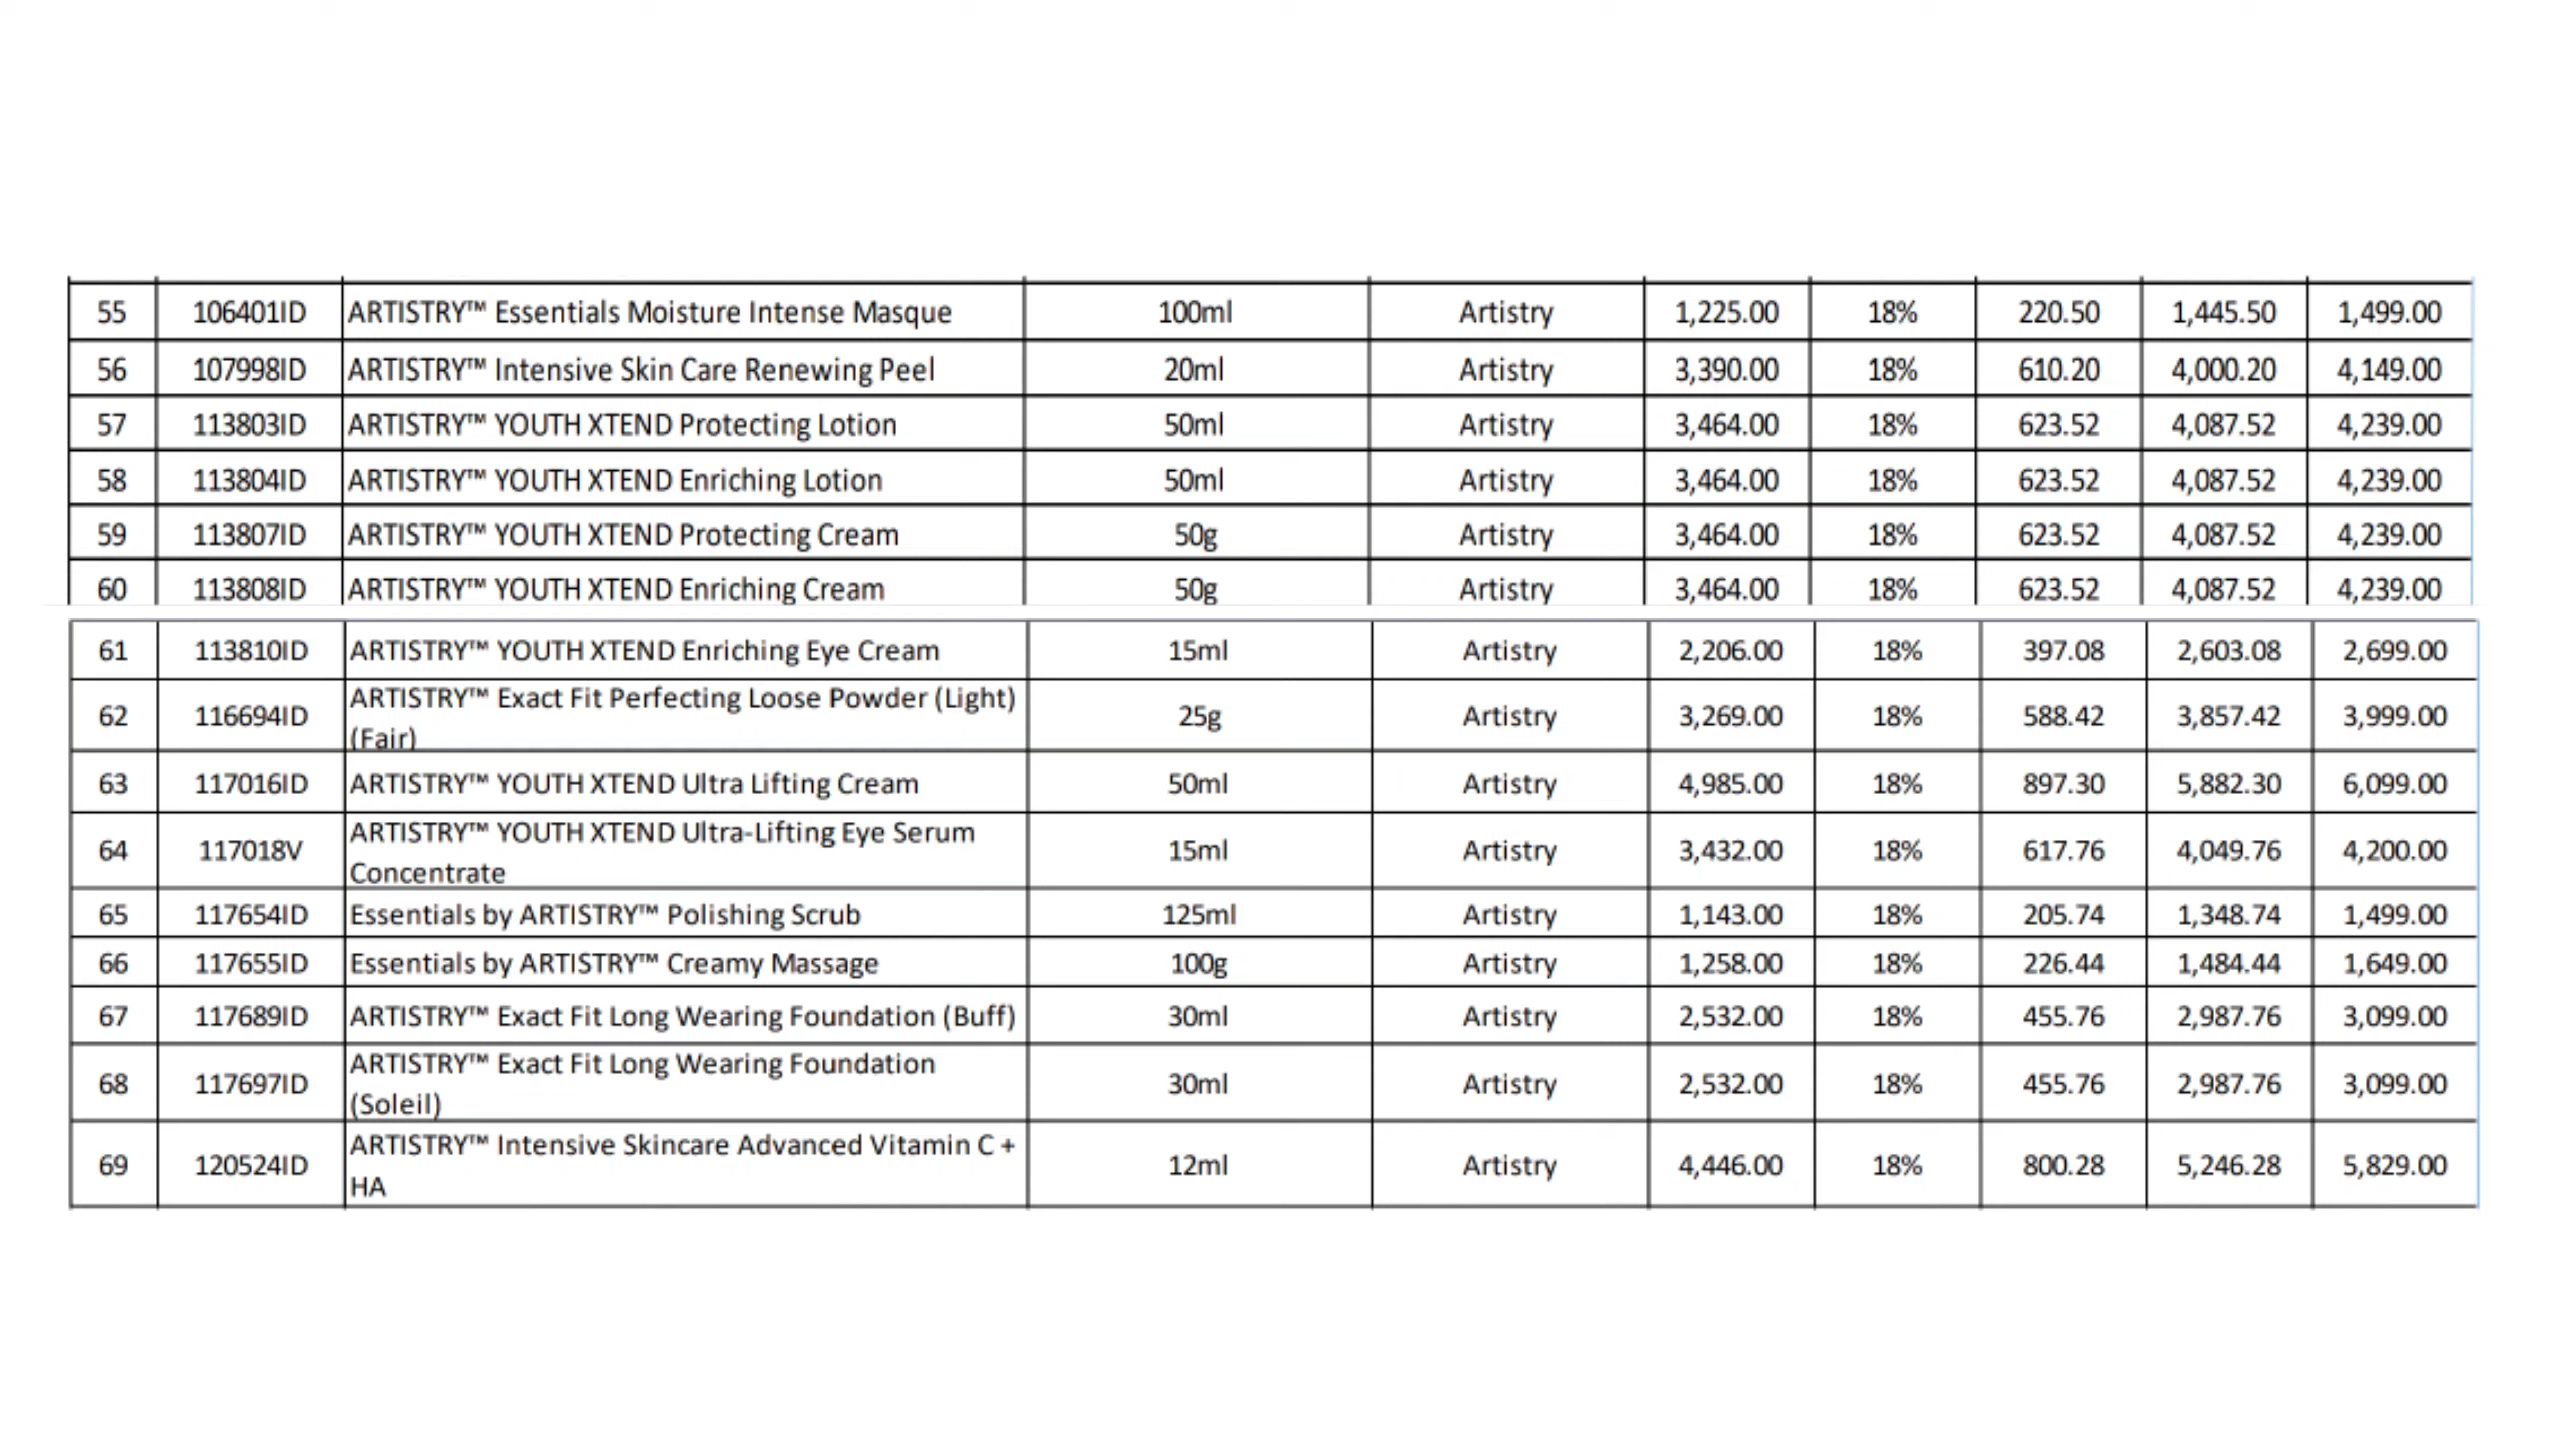 55 106401ID ARTISTRY™ Essentials Moisture Intense Masque 100ml Artistry 1,225.00 18% 220.50 1,445.50 1,499.00
56 107998ID ARTISTRY™ Intensive Skin Care Renewing Peel 20ml Artistry 3,390.00 18% 610.20 4,000.20 4,149.00
57 113803ID ARTISTRY™ YOUTH XTEND Protecting Lotion 50ml Artistry 3,464.00 18% 623.52 4,087.52 4,239.00
58 113804ID ARTISTRY™ YOUTH XTEND Enriching Lotion 50ml Artistry 3,464.00 18% 623.52 4,087.52 4,239.00
59 113807ID ARTISTRY™ YOUTH XTEND Protecting Cream 50g Artistry 3,464.00 18% 623.52 4,087.52 4,239.00
60 113808ID ARTISTRY™ YOUTH XTEND Enriching Cream 50g Artistry 3,464.00 18% 623.52 4,087.52 4,239.00
61 113810ID ARTISTRY™ YOUTH XTEND Enriching Eye Cream 15ml Artistry 2,206.00 18% 397.08 2,603.08 2,699.00
62 116694ID ARTISTRY™ Exact Fit Perfecting Loose Powder (Light)
(Fair) 25g Artistry 3,269.00 18% 588.42 3,857.42 3,999.00
63 117016ID ARTISTRY™ YOUTH XTEND Ultra Lifting Cream 50ml Artistry 4,985.00 18% 897.30 5,882.30 6,099.00
64 117018V ARTISTRY™ YOUTH XTEND Ultra-Lifting Eye Serum
Concentrate 15ml Artistry 3,432.00 18% 617.76 4,049.76 4,200.00
65 117654ID Essentials by ARTISTRY™ Polishing Scrub 125ml Artistry 1,143.00 18% 205.74 1,348.74 1,499.00
66 117655ID Essentials by ARTISTRY™ Creamy Massage 100g Artistry 1,258.00 18% 226.44 1,484.44 1,649.00
67 117689ID ARTISTRY™ Exact Fit Long Wearing Foundation (Buff) 30ml Artistry 2,532.00 18% 455.76 2,987.76 3,099.00
68 117697ID ARTISTRY™ Exact Fit Long Wearing Foundation
(Soleil) 30ml Artistry 2,532.00 18% 455.76 2,987.76 3,099.00
69 120524ID ARTISTRY™ Intensive Skincare Advanced Vitamin C +
HA 12ml Artistry 4,446.00 18% 800.28 5,246.28 5,829.00